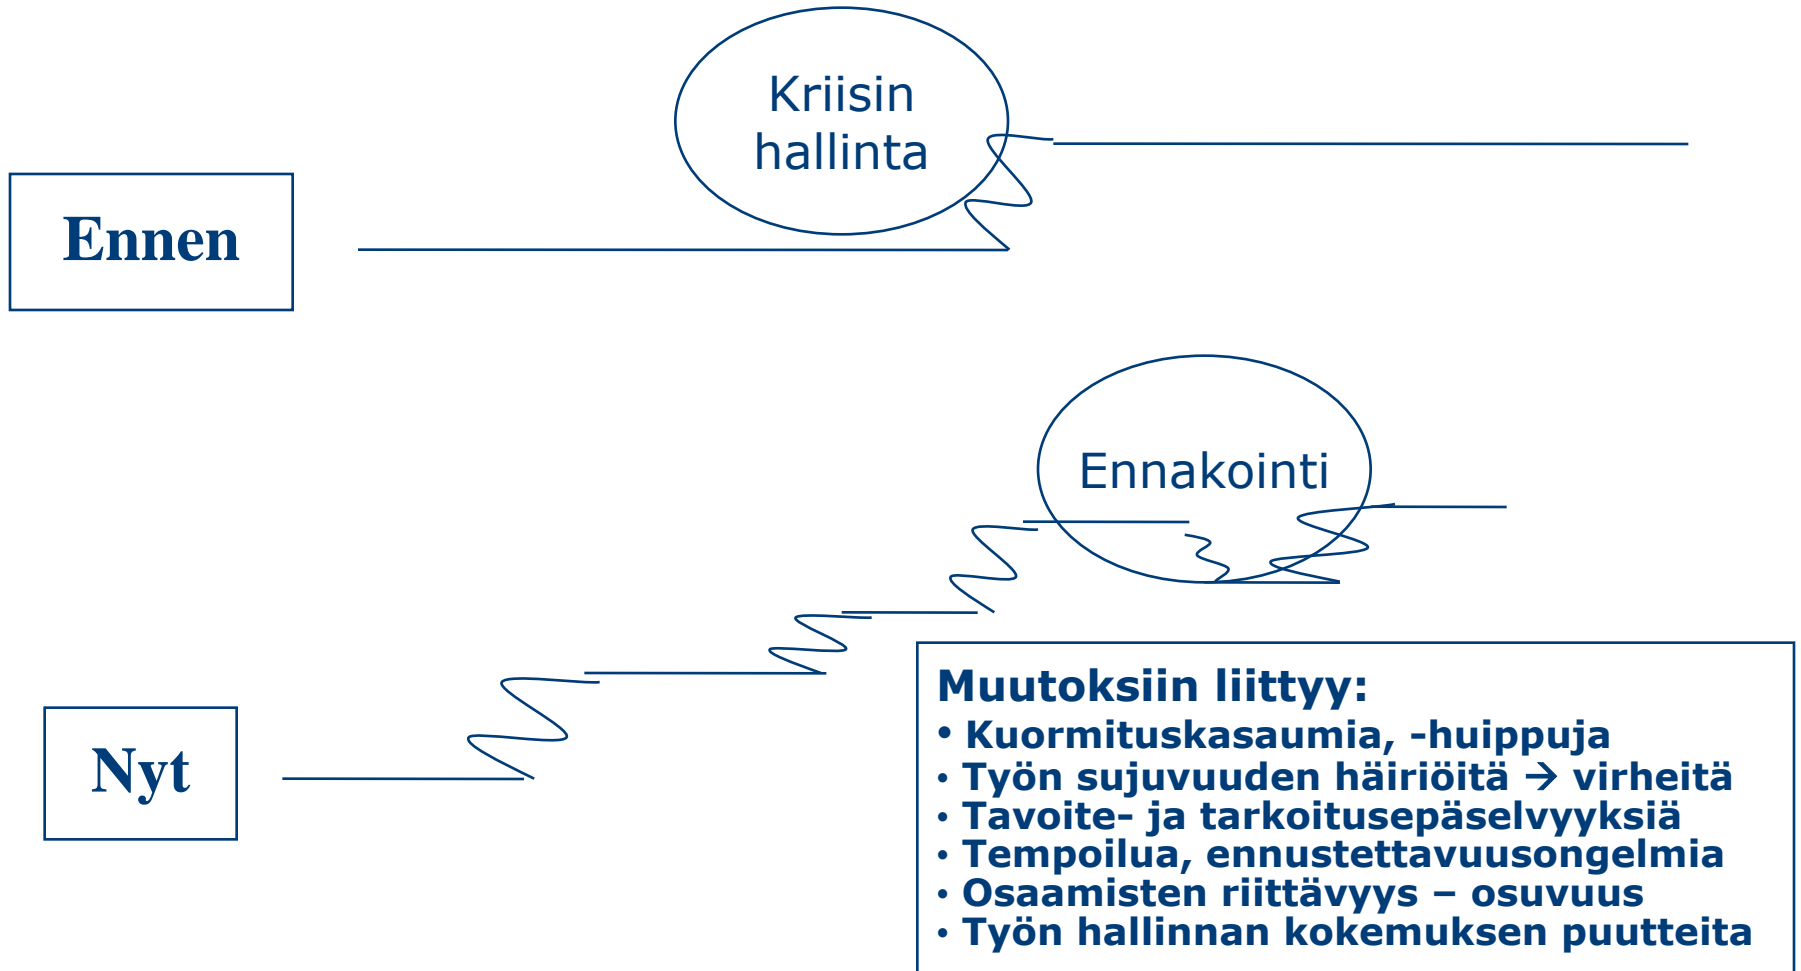 Kriisin
hallinta
Ennen
Ennakointi
Nyt
Muutoksiin liittyy:
• Kuormituskasaumia, -huippuja
• Työn sujuvuuden häiriöitä → virheitä
• Tavoite- ja tarkoitusepäselvyyksiä
• Tempoilua, ennustettavuusongelmia
• Osaamisten riittävyys – osuvuus
• Työn hallinnan kokemuksen puutteita